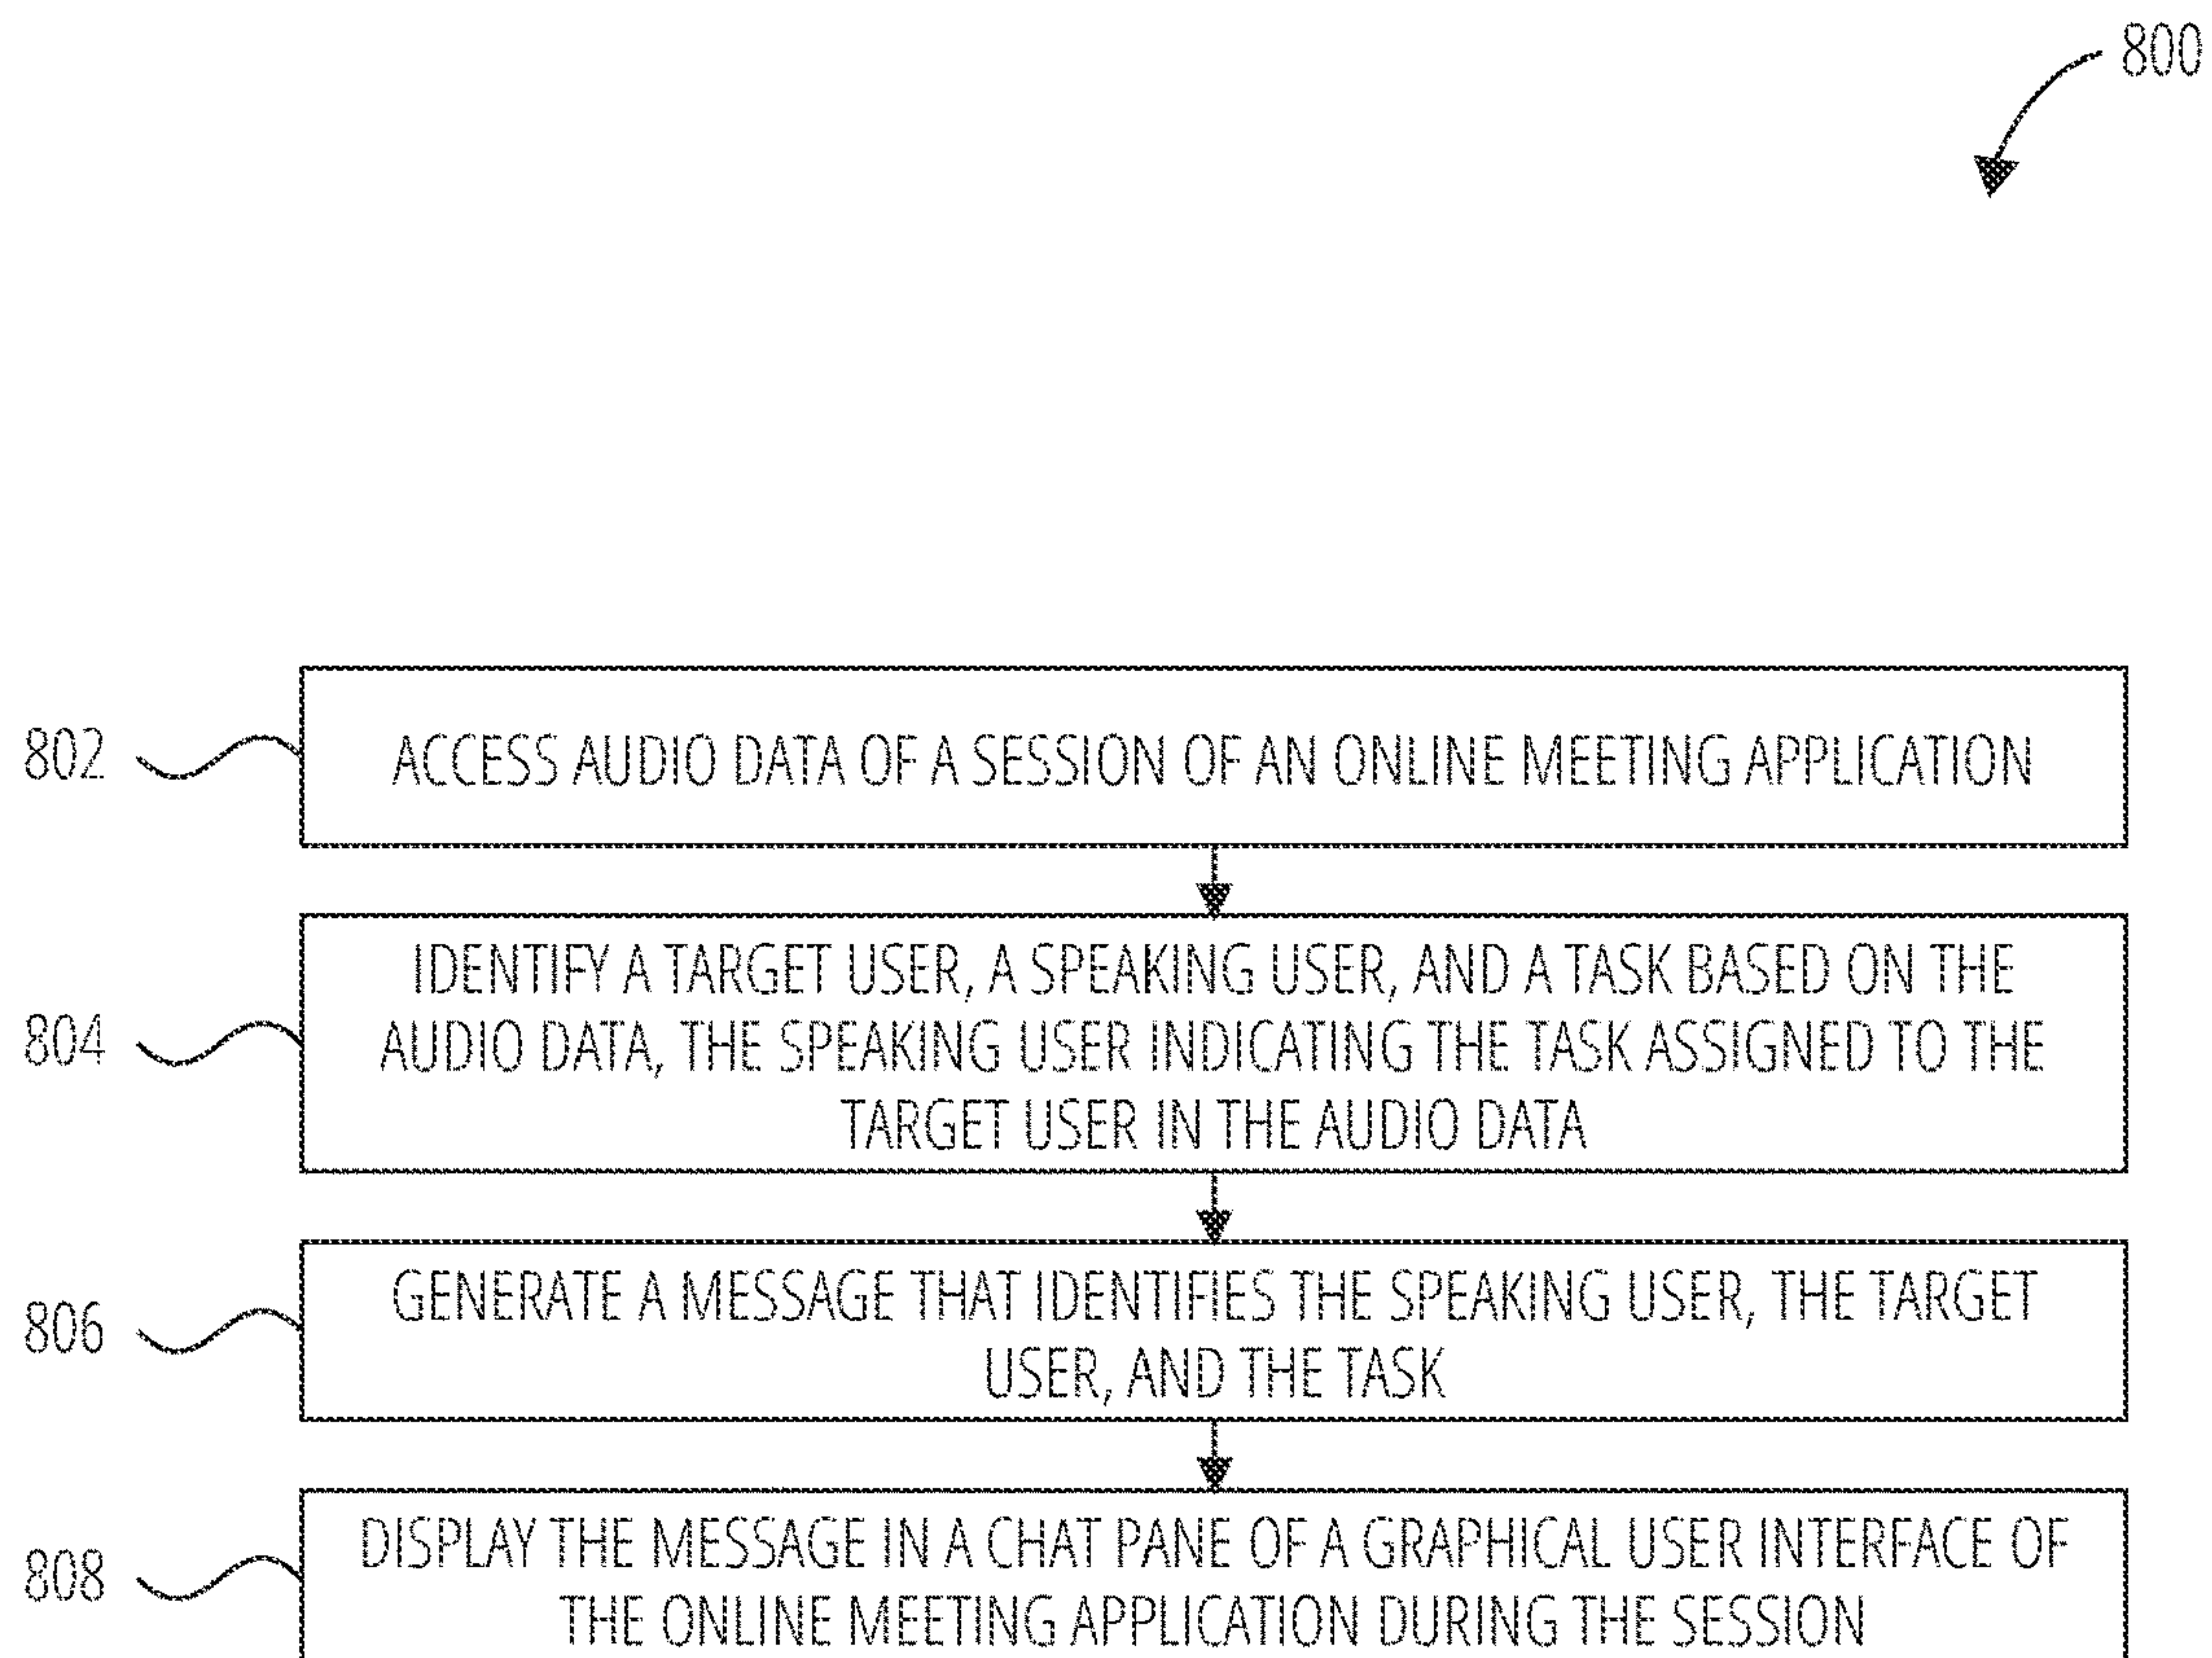 800
802
ACCESS AUDIO DATA OF A SESSION OF AN ONLINE MEETING APPLICATION
804
IDENTIFY A TARGET USER, A SPEAKING USER, AND A TASK BASED ON THE
AUDIO DATA, THE SPEAKING USER INDICATING THE TASK ASSIGNED TO THE
TARGET USER IN THE AUDIO DATA
806
GENERATE A MESSAGE THAT IDENTIFIES THE SPEAKING USER, THE TARGET
USER, AND THE TASK
808
DISPLAY THE MESSAGE IN A CHAT PANE OF A GRAPHICAL USER INTERFACE OF
THE ONLINE MEETING APPLICATION DURING THE SESSION